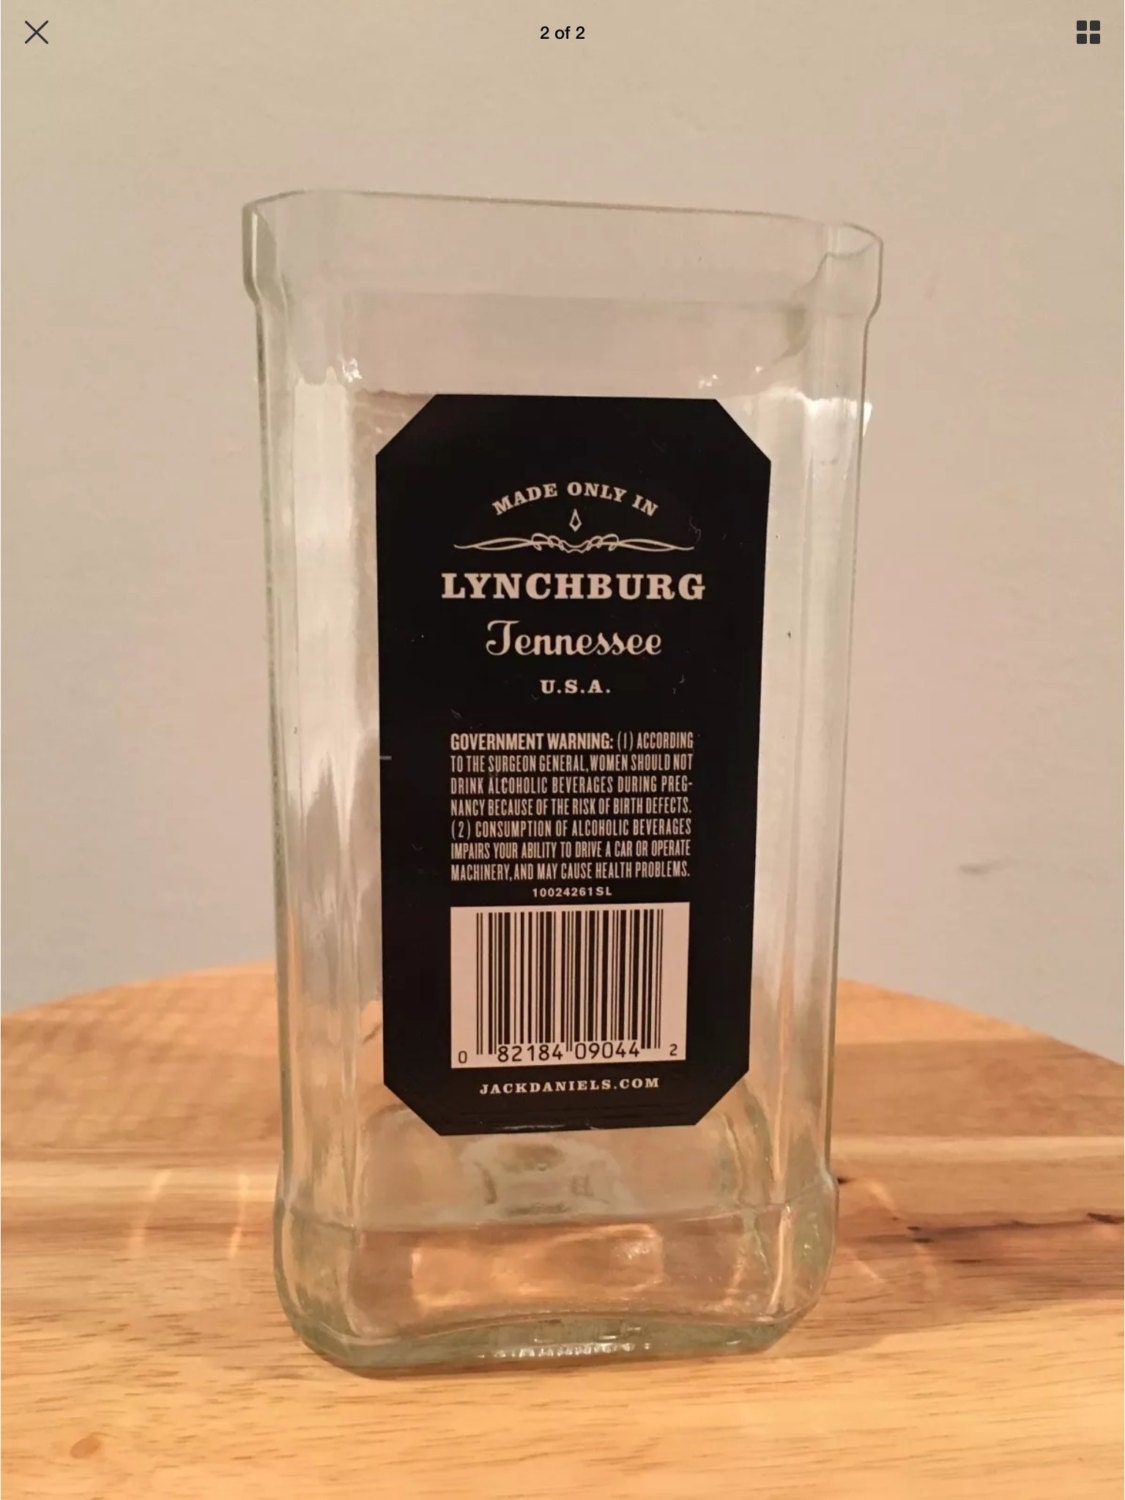 2 of 2
MADE ONLY IN
LYNCHBURG
Tennessee
U.S.A.
GOVERNMENT WARNING: (1) ACCORDING
TO THE SURGEON GENERAL, WOMEN SHOULD NOT
DRINK ALCOHOLIC BEVERAGES DURING PREG-
NANCY BECAUSE OF THE RISK OF BIRTH DEFECTS.
(2) CONSUMPTION OF ALCOHOLIC BEVERAGES
IMPAIRS YOUR ABILITY TO DRIVE A CAR OR OPERATE
MACHINERY, AND MAY CAUSE HEALTH PROBLEMS.
10024261SL
0 82184 09044 2
JACKDANIELS.COM